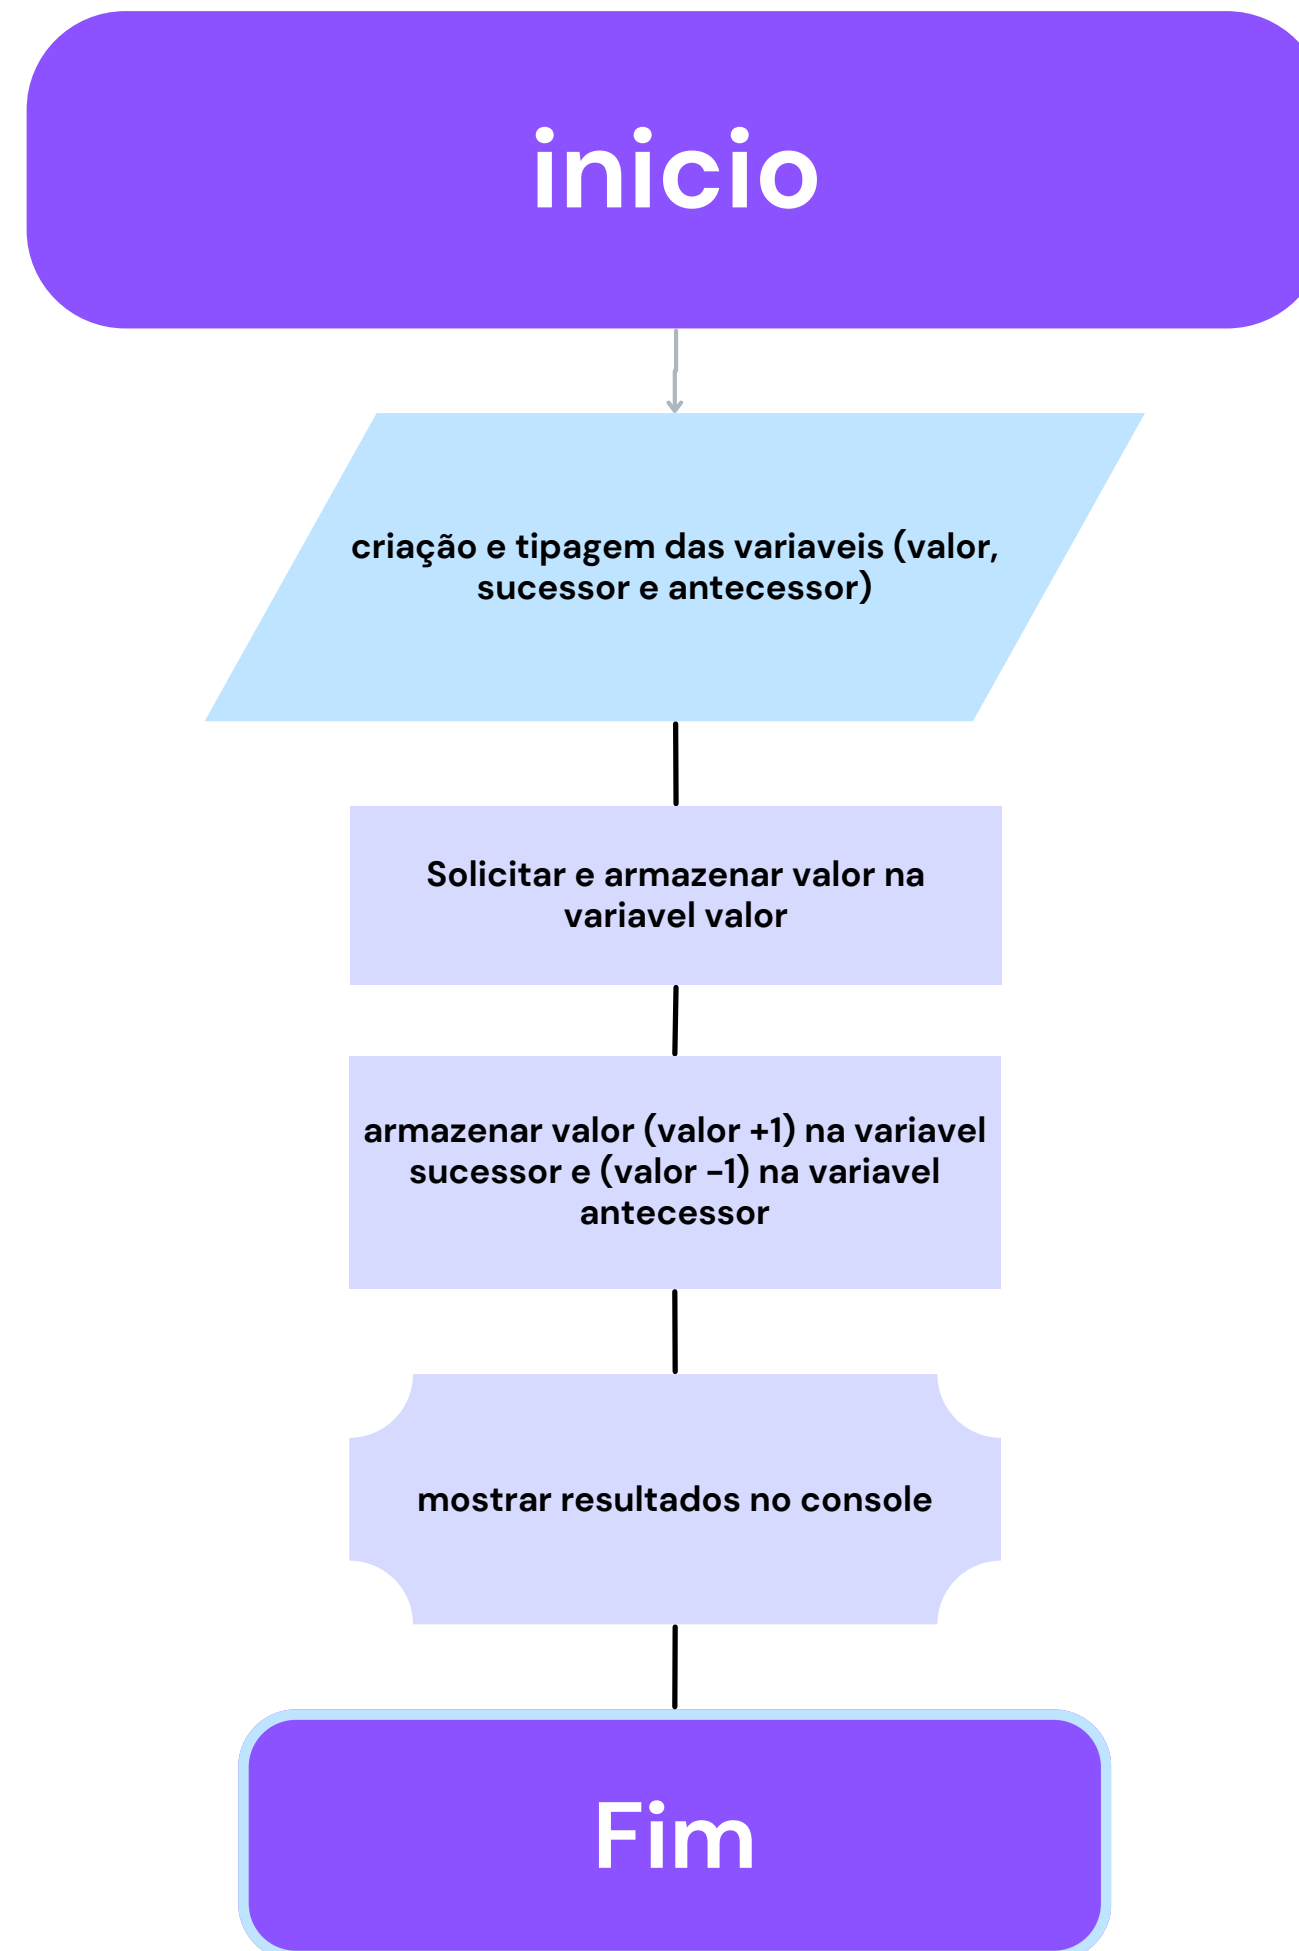 inicio
criação e tipagem das variaveis (valor,
sucessor e antecessor)
Solicitar e armazenar valor na
variavel valor
armazenar valor (valor +1) na variavel
sucessor e (valor -1) na variavel
antecessor
mostrar resultados no console
Fim